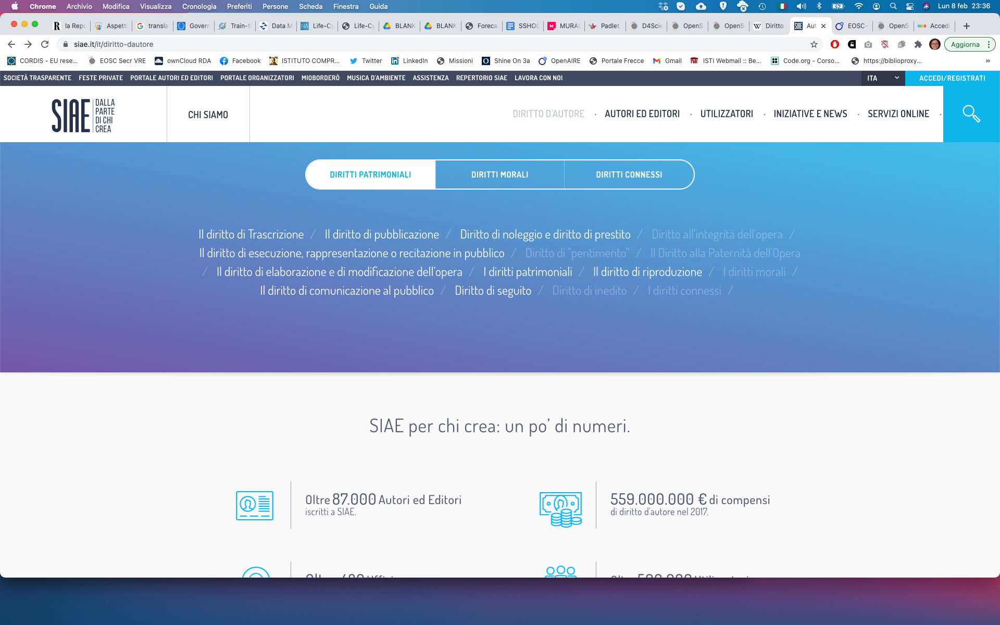 Chrome Archivio Modifica Visualizza Cronologia Preferiti Persone Scheda Finestra Guida Lun 8 feb 23:36
la Repu Aspetti transla Govern Train-t Data M Life-Cy Life-Cy BLANK BLANK Foreca SSHOC MURAL Padlet D4Scie OpenS OpenS Diritto Aut EOSC- OpenS Accedi
siae.it/it/diritto-dautore Aggiorna
CORDIS - EU rese... EOSC Secr VRE ownCloud RDA Facebook ISTITUTO COMPR... Twitter LinkedIn Missioni Shine On 3a OpenAIRE Portale Frecce Gmail ISTI Webmail :: Be... Code.org - Corso... https://biblioproxy... »
SOCIETÀ TRASPARENTE FESTE PRIVATE PORTALE AUTORI ED EDITORI PORTALE ORGANIZZATORI MIOBORDERÒ MUSICA D'AMBIENTE ASSISTENZA REPERTORIO SIAE LAVORA CON NOI ITA ACCEDI/REGISTRATI
SIAE
DALLA
PARTE
DI CHI
CREA
CHI SIAMO
DIRITTO D'AUTORE · AUTORI ED EDITORI · UTILIZZATORI · INIZIATIVE E NEWS · SERVIZI ONLINE ·
DIRITTI PATRIMONIALI DIRITTI MORALI DIRITTI CONNESSI
Il diritto di Trascrizione / Il diritto di pubblicazione / Diritto di noleggio e diritto di prestito / Diritto all'integrità dell'opera /
Il diritto di esecuzione, rappresentazione o recitazione in pubblico / Diritto di "pentimento" / Il Diritto alla Paternità dell'Opera
/ Il diritto di elaborazione e di modificazione dell'opera / I diritti patrimoniali / Il diritto di riproduzione / I diritti morali /
Il diritto di comunicazione al pubblico / Diritto di seguito / Diritto di inedito / I diritti connessi /
SIAE per chi crea: un po' di numeri.
Oltre 87.000 Autori ed Editori
iscritti a SIAE.
559.000.000 € di compensi
di diritto d'autore nel 2017.